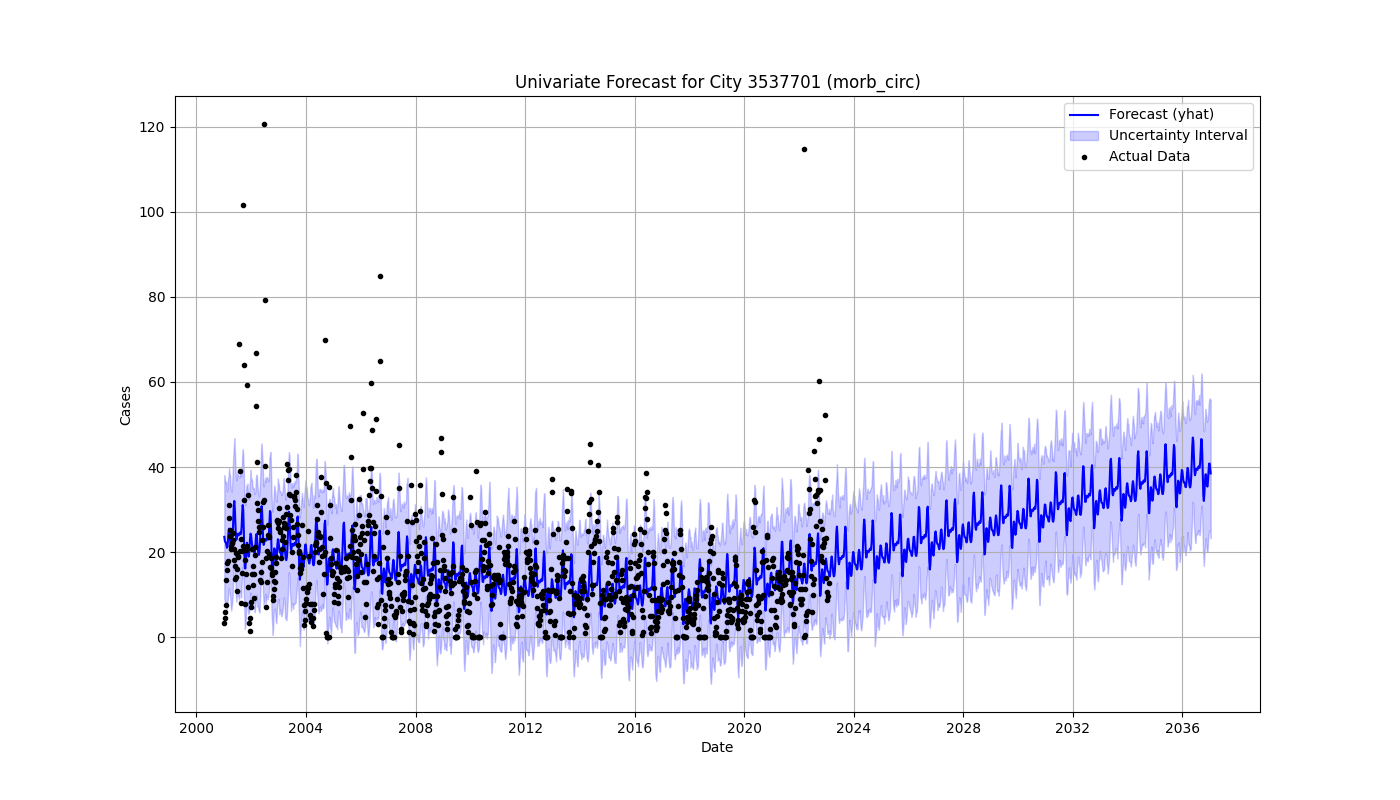 Univariate Forecast for City 3537701 (morb_circ)
Forecast (yhat)
Uncertainty Interval
Actual Data
Cases
120
100
80
60
40
20
0
2000 2004 2008 2012 2016 2020 2024 2028 2032 2036
Date